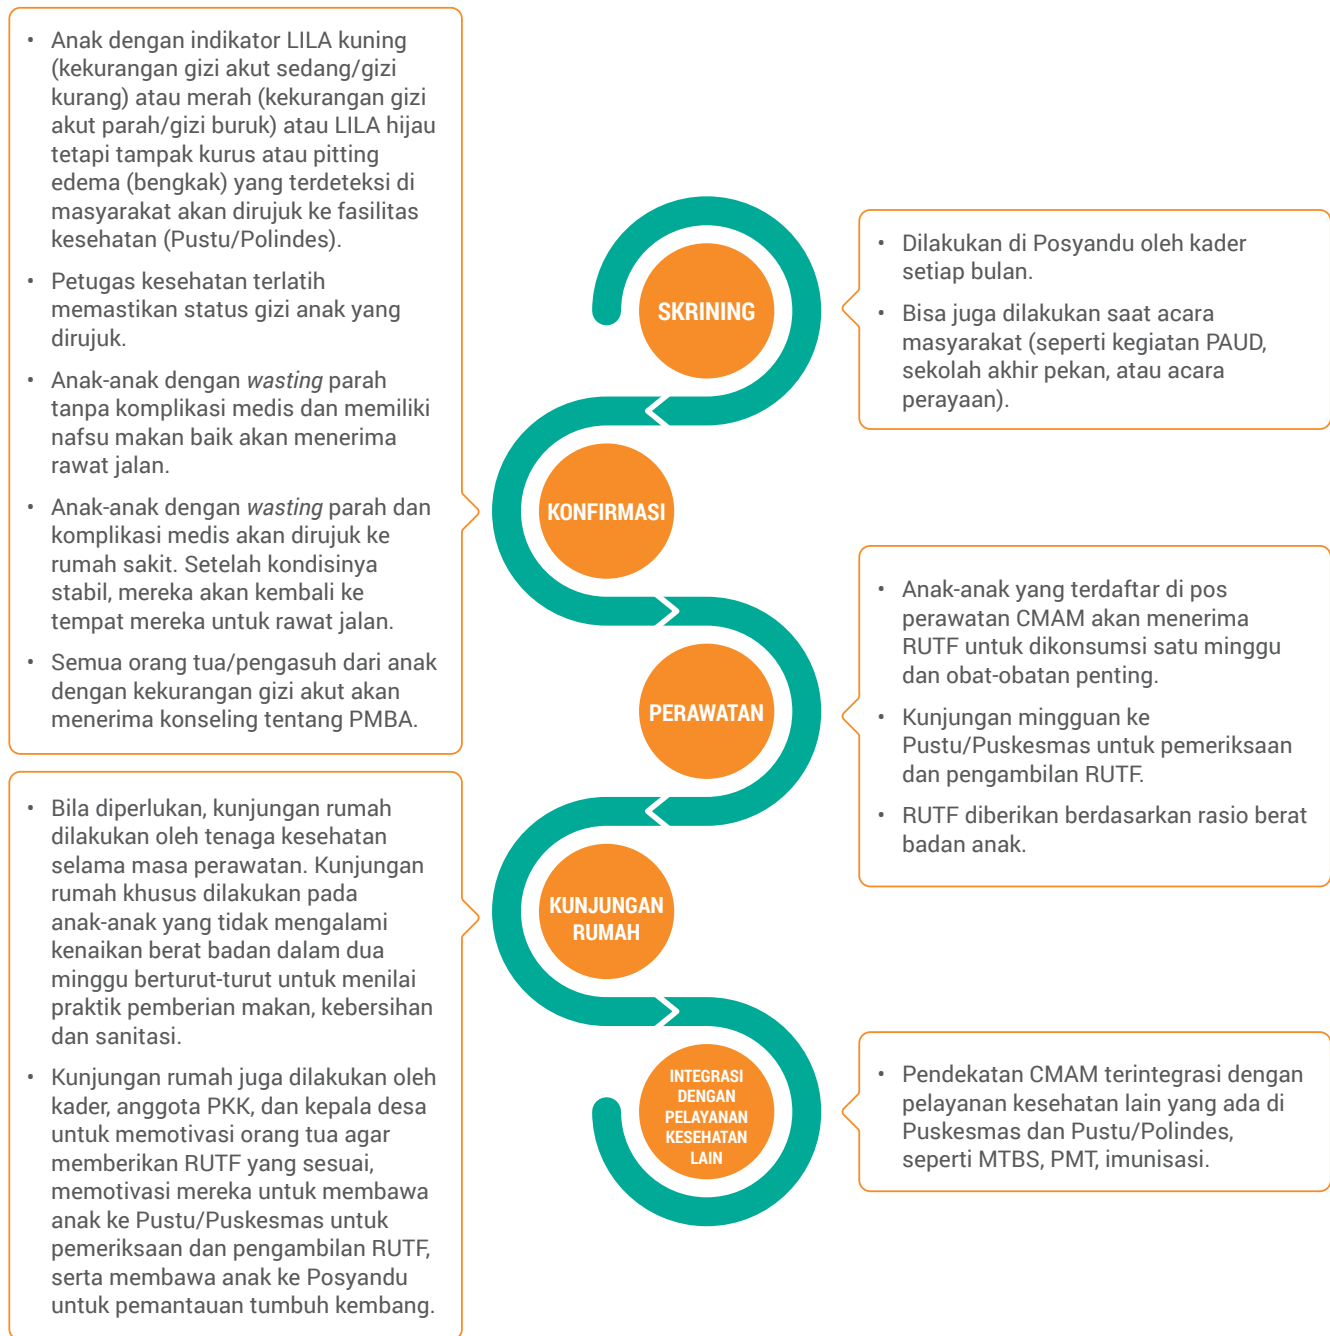 SKRINING
• Dilakukan di Posyandu oleh kader
setiap bulan.
• Bisa juga dilakukan saat acara
masyarakat (seperti kegiatan PAUD,
sekolah akhir pekan, atau acara
perayaan).
KONFIRMASI
• Anak dengan indikator LILA kuning
(kekurangan gizi akut sedang/gizi
kurang) atau merah (kekurangan gizi
akut parah/gizi buruk) atau LILA hijau
tetapi tampak kurus atau pitting
edema (bengkak) yang terdeteksi di
masyarakat akan dirujuk ke fasilitas
kesehatan (Pustu/Polindes).
• Petugas kesehatan terlatih
memastikan status gizi anak yang
dirujuk.
• Anak-anak dengan wasting parah
tanpa komplikasi medis dan memiliki
nafsu makan baik akan menerima
rawat jalan.
• Anak-anak dengan wasting parah dan
komplikasi medis akan dirujuk ke
rumah sakit. Setelah kondisinya
stabil, mereka akan kembali ke
tempat mereka untuk rawat jalan.
• Semua orang tua/pengasuh dari anak
dengan kekurangan gizi akut akan
menerima konseling tentang PMBA.
PERAWATAN
• Anak-anak yang terdaftar di pos
perawatan CMAM akan menerima
RUTF untuk dikonsumsi satu minggu
dan obat-obatan penting.
• Kunjungan mingguan ke
Pustu/Puskesmas untuk pemeriksaan
dan pengambilan RUTF.
• RUTF diberikan berdasarkan rasio berat
badan anak.
KUNJUNGAN
RUMAH
• Bila diperlukan, kunjungan rumah
dilakukan oleh tenaga kesehatan
selama masa perawatan. Kunjungan
rumah khusus dilakukan pada
anak-anak yang tidak mengalami
kenaikan berat badan dalam dua
minggu berturut-turut untuk menilai
praktik pemberian makan, kebersihan
dan sanitasi.
• Kunjungan rumah juga dilakukan oleh
kader, anggota PKK, dan kepala desa
untuk memotivasi orang tua agar
memberikan RUTF yang sesuai,
memotivasi mereka untuk membawa
anak ke Pustu/Puskesmas untuk
pemeriksaan dan pengambilan RUTF,
serta membawa anak ke Posyandu
untuk pemantauan tumbuh kembang.
INTEGRASI
DENGAN
PELAYANAN
KESEHATAN
LAIN
• Pendekatan CMAM terintegrasi dengan
pelayanan kesehatan lain yang ada di
Puskesmas dan Pustu/Polindes,
seperti MTBS, PMT, imunisasi.